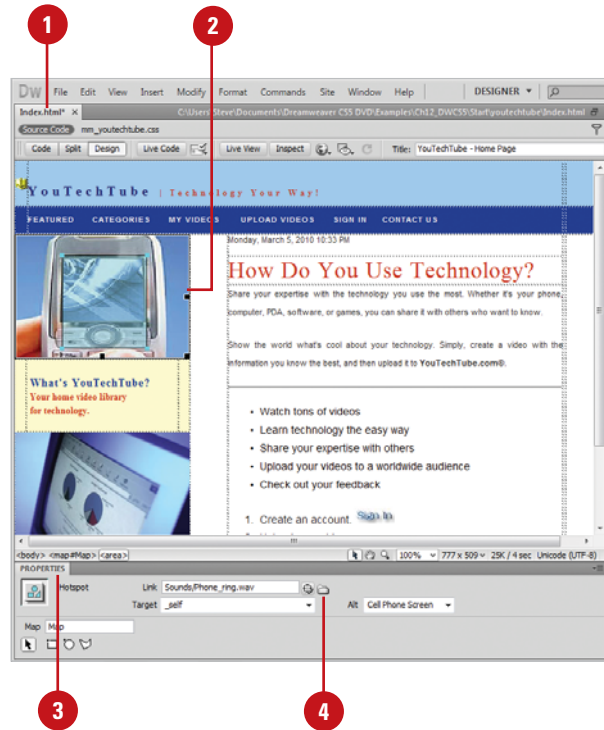 1
2
DW File Edit View Insert Modify Format Commands Site Window Help DESIGNER
Index.html* × C:\Users\Steve\Documents\Dreamweaver CS5 DVD\Examples\Ch12_DWCS5\Start\youtechtube\Index.html
Source Code mm_youtechtube.css
Code Split Design Live Code Live View Inspect Title: YouTechTube - Home Page
YouTechTube | Technology Your Way!
FEATURED CATEGORIES MY VIDEOS UPLOAD VIDEOS SIGN IN CONTACT US
Monday, March 5, 2010 10:33 PM
How Do You Use Technology?
Share your expertise with the technology you use the most. Whether it's your phone,
computer, PDA, software, or games, you can share it with others who want to know.
Show the world what's cool about your technology. Simply, create a video with the
information you know the best, and then upload it to YouTechTube.com®.
What's YouTechTube?
Your home video library
for technology.
• Watch tons of videos
• Learn technology the easy way
• Share your expertise with others
• Upload your videos to a worldwide audience
• Check out your feedback
1. Create an account. Sign In
<body> <map#Map> <area> 100% 777 x 509 25K / 4 sec Unicode (UTF-8)
PROPERTIES
Hotspot Link Sounds/Phone_ring.wav
Target _self Alt Cell Phone Screen
Map Map
3
4